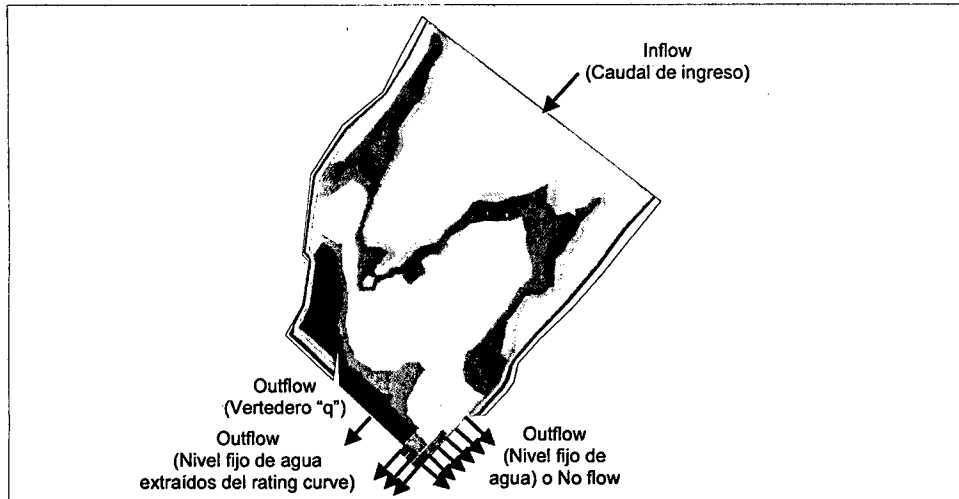 Inflow
(Caudal de ingreso)
Outflow
(Vertedero "q")
Outflow
(Nivel fijo de agua
extraídos del rating curve)
Outflow
(Nivel fijo de
agua) o No flow